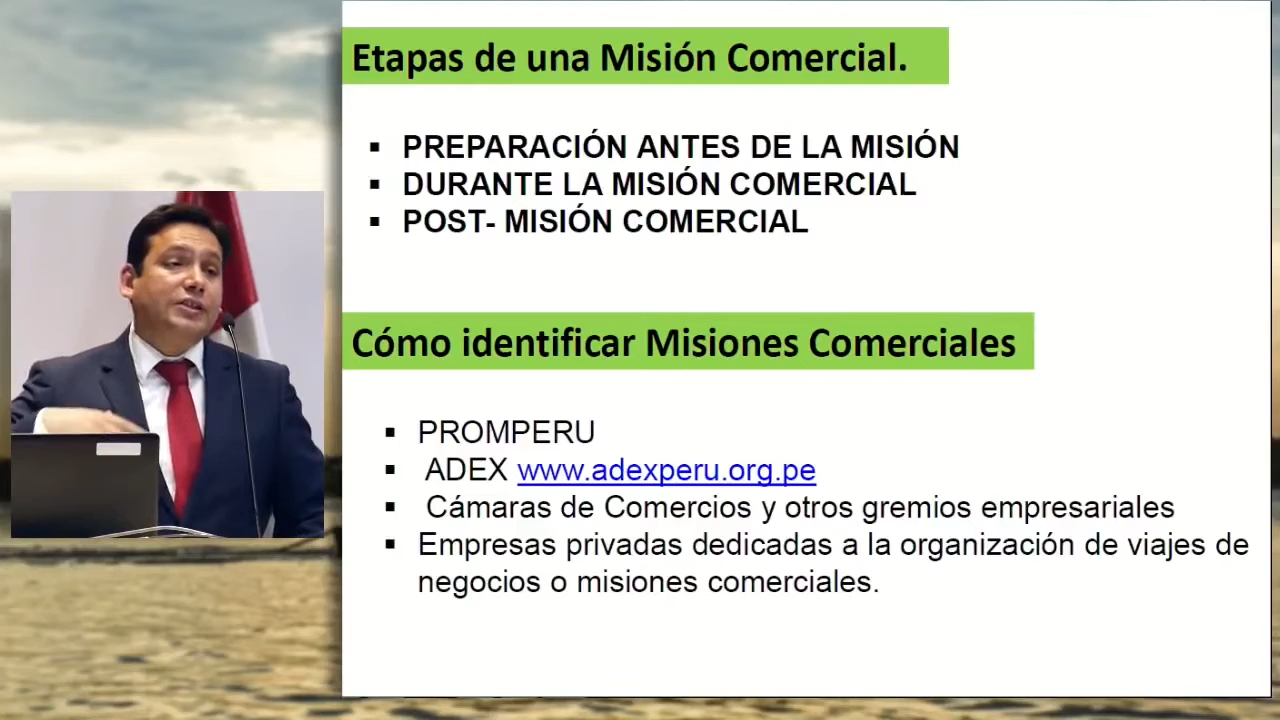 Etapas de una Misión Comercial.
▪ PREPARACIÓN ANTES DE LA MISIÓN
▪ DURANTE LA MISIÓN COMERCIAL
▪ POST- MISIÓN COMERCIAL
Cómo identificar Misiones Comerciales
▪ PROMPERU
▪ ADEX www.adexperu.org.pe
▪ Cámaras de Comercios y otros gremios empresariales
▪ Empresas privadas dedicadas a la organización de viajes de
negocios o misiones comerciales.